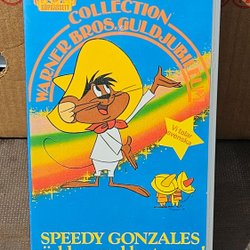 COLLECTION
WARNER BROS. GULDJUBILEUM
Vi talar
svenska
SPEEDY GONZALES